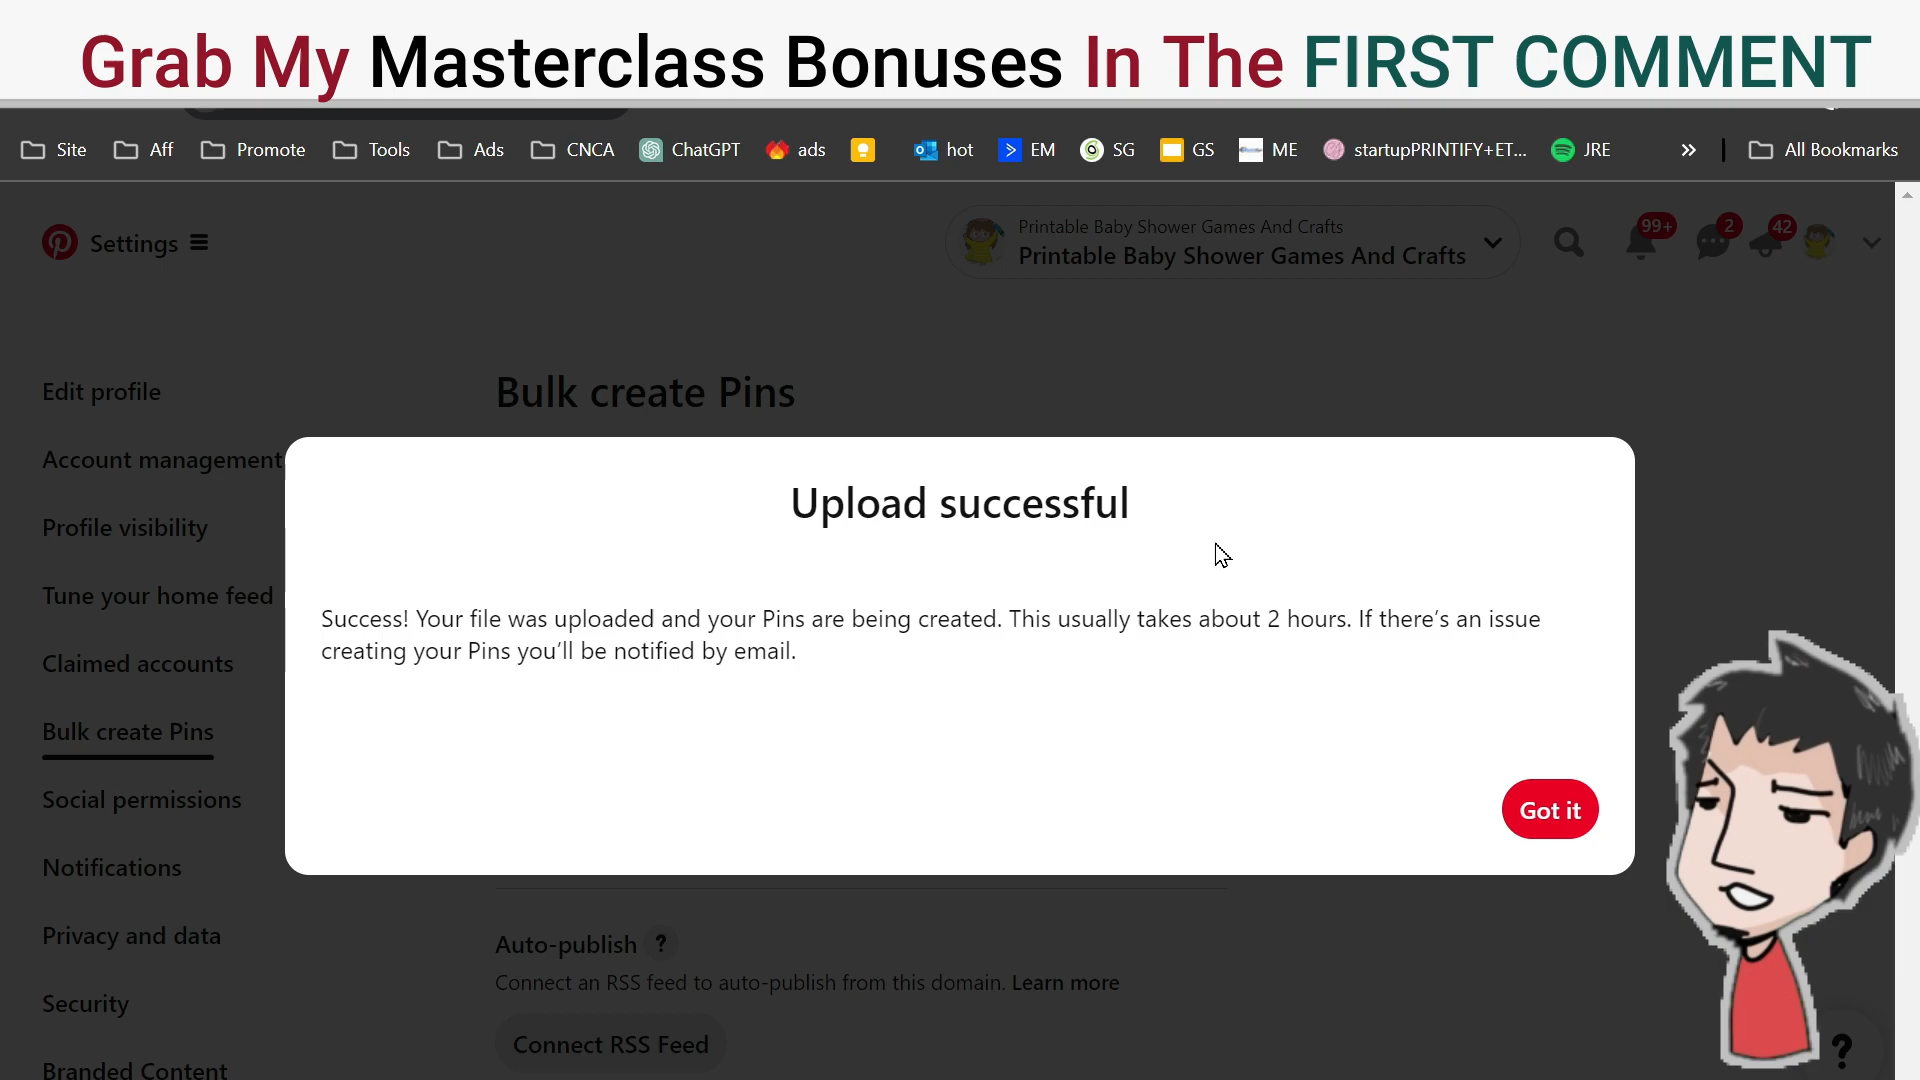 Grab My Masterclass Bonuses In The FIRST COMMENT
Site Aff Promote Tools Ads CNCA ChatGPT ads hot EM SG GS ME startupPRINTIFY+ET... JRE » All Bookmarks
Settings
Printable Baby Shower Games And Crafts
Printable Baby Shower Games And Crafts
99+ 2 42
Edit profile
Account management
Profile visibility
Tune your home feed
Claimed accounts
Bulk create Pins
Social permissions
Notifications
Privacy and data
Security
Branded Content
Bulk create Pins
Upload successful
Success! Your file was uploaded and your Pins are being created. This usually takes about 2 hours. If there’s an issue
creating your Pins you’ll be notified by email.
Got it
Auto-publish ?
Connect an RSS feed to auto-publish from this domain. Learn more
Connect RSS Feed
?